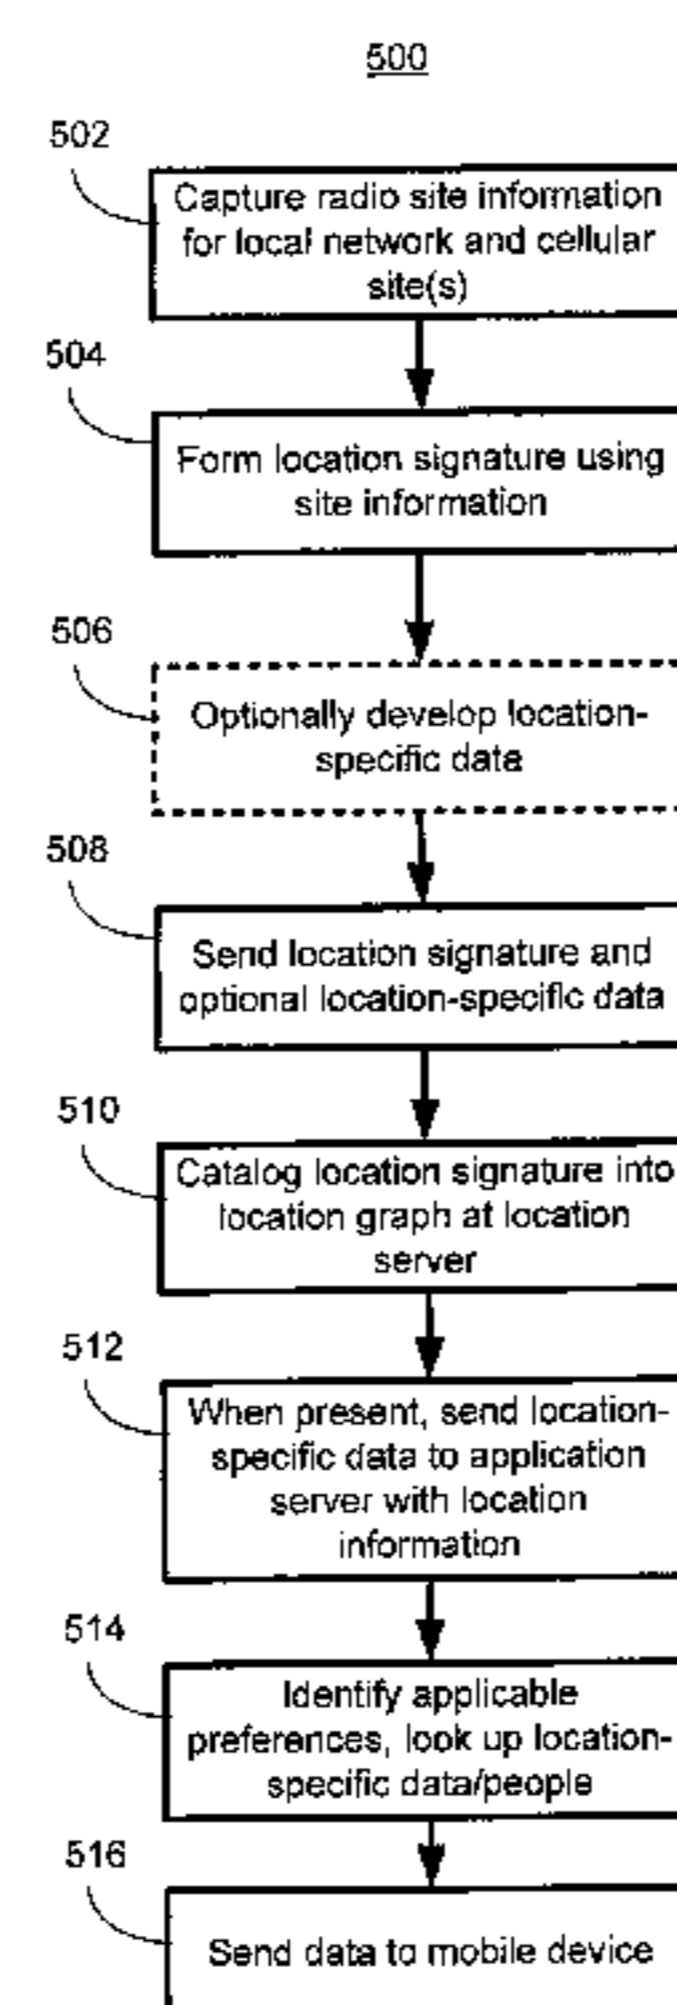 500
502
Capture radio site information
for local network and cellular
site(s)
504
Form location signature using
site information
506
Optionally develop location-
specific data
508
Send location signature and
optional location-specific data
510
Catalog location signature into
location graph at location
server
512
When present, send location-
specific data to application
server with location
information
514
Identify applicable
preferences, look up location-
specific data/people
516
Send data to mobile device